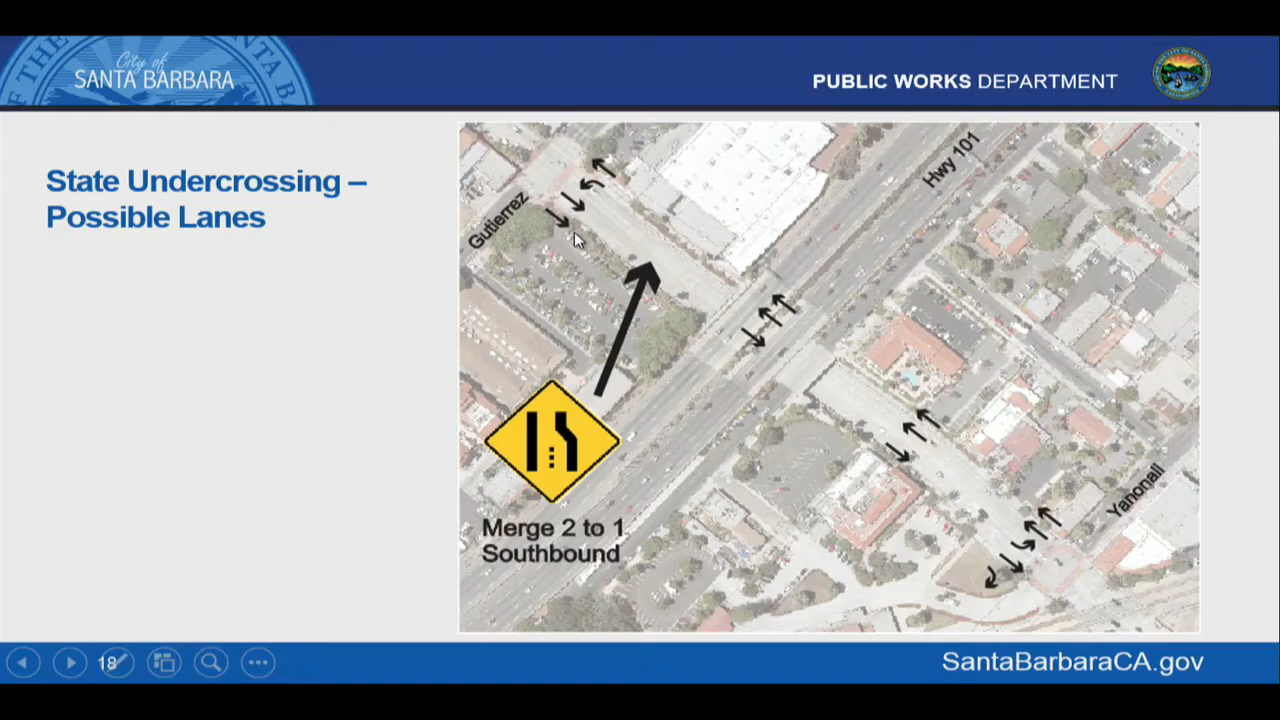 City of
SANTA BARBARA
PUBLIC WORKS DEPARTMENT
State Undercrossing –
Possible Lanes
Gutierrez
Hwy 101
Yanonali
Merge 2 to 1
Southbound
18
SantaBarbaraCA.gov